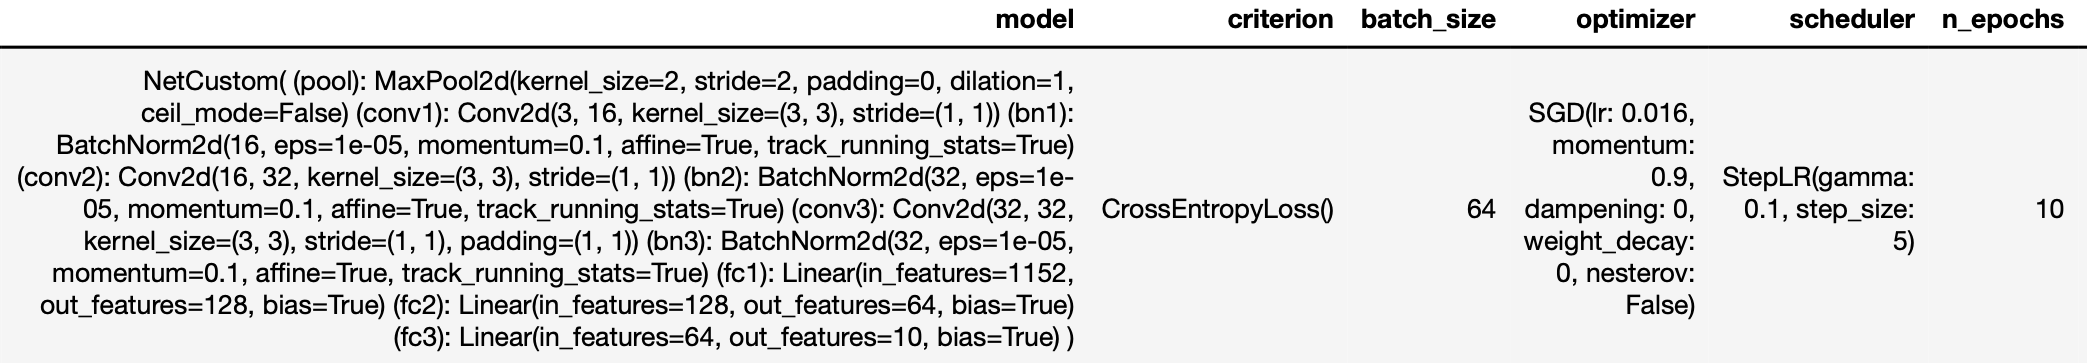 model criterion batch_size optimizer scheduler n_epochs
NetCustom( (pool): MaxPool2d(kernel_size=2, stride=2, padding=0, dilation=1,
ceil_mode=False) (conv1): Conv2d(3, 16, kernel_size=(3, 3), stride=(1, 1)) (bn1):
BatchNorm2d(16, eps=1e-05, momentum=0.1, affine=True, track_running_stats=True)
(conv2): Conv2d(16, 32, kernel_size=(3, 3), stride=(1, 1)) (bn2): BatchNorm2d(32, eps=1e-
05, momentum=0.1, affine=True, track_running_stats=True) (conv3): Conv2d(32, 32,
kernel_size=(3, 3), stride=(1, 1), padding=(1, 1)) (bn3): BatchNorm2d(32, eps=1e-05,
momentum=0.1, affine=True, track_running_stats=True) (fc1): Linear(in_features=1152,
out_features=128, bias=True) (fc2): Linear(in_features=128, out_features=64, bias=True)
(fc3): Linear(in_features=64, out_features=10, bias=True) )
CrossEntropyLoss()
64
SGD(lr: 0.016,
momentum:
0.9,
dampening: 0,
weight_decay:
0, nesterov:
False)
StepLR(gamma:
0.1, step_size:
5)
10